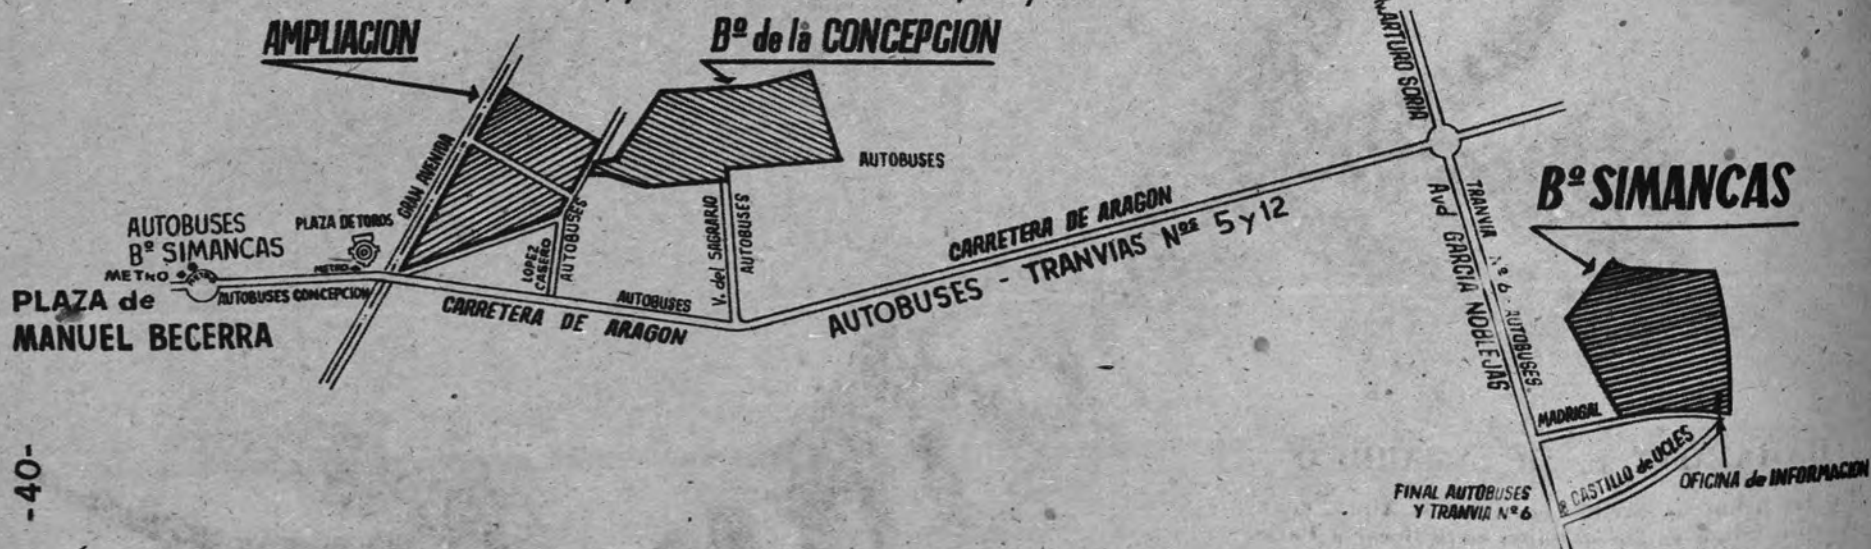 AMPLIACION
Bº de la CONCEPCION
ARTURO SORIA
GRAN AVENIDA
AUTOBUSES
Bº SIMANCAS
AUTOBUSES
Bº SIMANCAS
PLAZA DE TOROS
METRO
METRO
PLAZA de
MANUEL BECERRA
AUTOBUSES CONCEPCION
LOPEZ
CASERO
AUTOBUSES
V. del SAGRARIO
AUTOBUSES
AUTOBUSES
CARRETERA DE ARAGON
CARRETERA DE ARAGON
AUTOBUSES - TRANVIAS Nos 5 y 12
TRANVIA Nº 6 - AUTOBUSES
Avd GARCIA NOBLEJAS
MADRIGAL
CASTILLO de UCLES
OFICINA de INFORMACION
FINAL AUTOBUSES
Y TRANVIA Nº 6
-40-